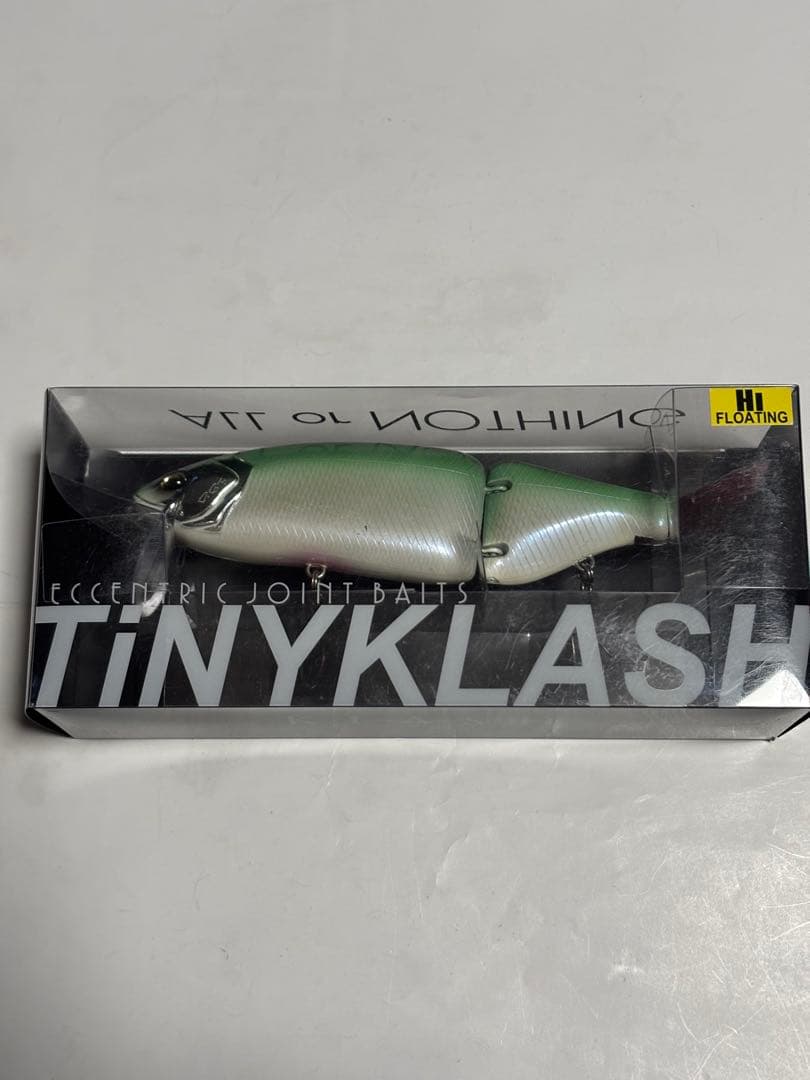 ALL or NOTHING
Hi
FLOATING
ECCENTRIC JOINT BAITS
TiNYKLASH